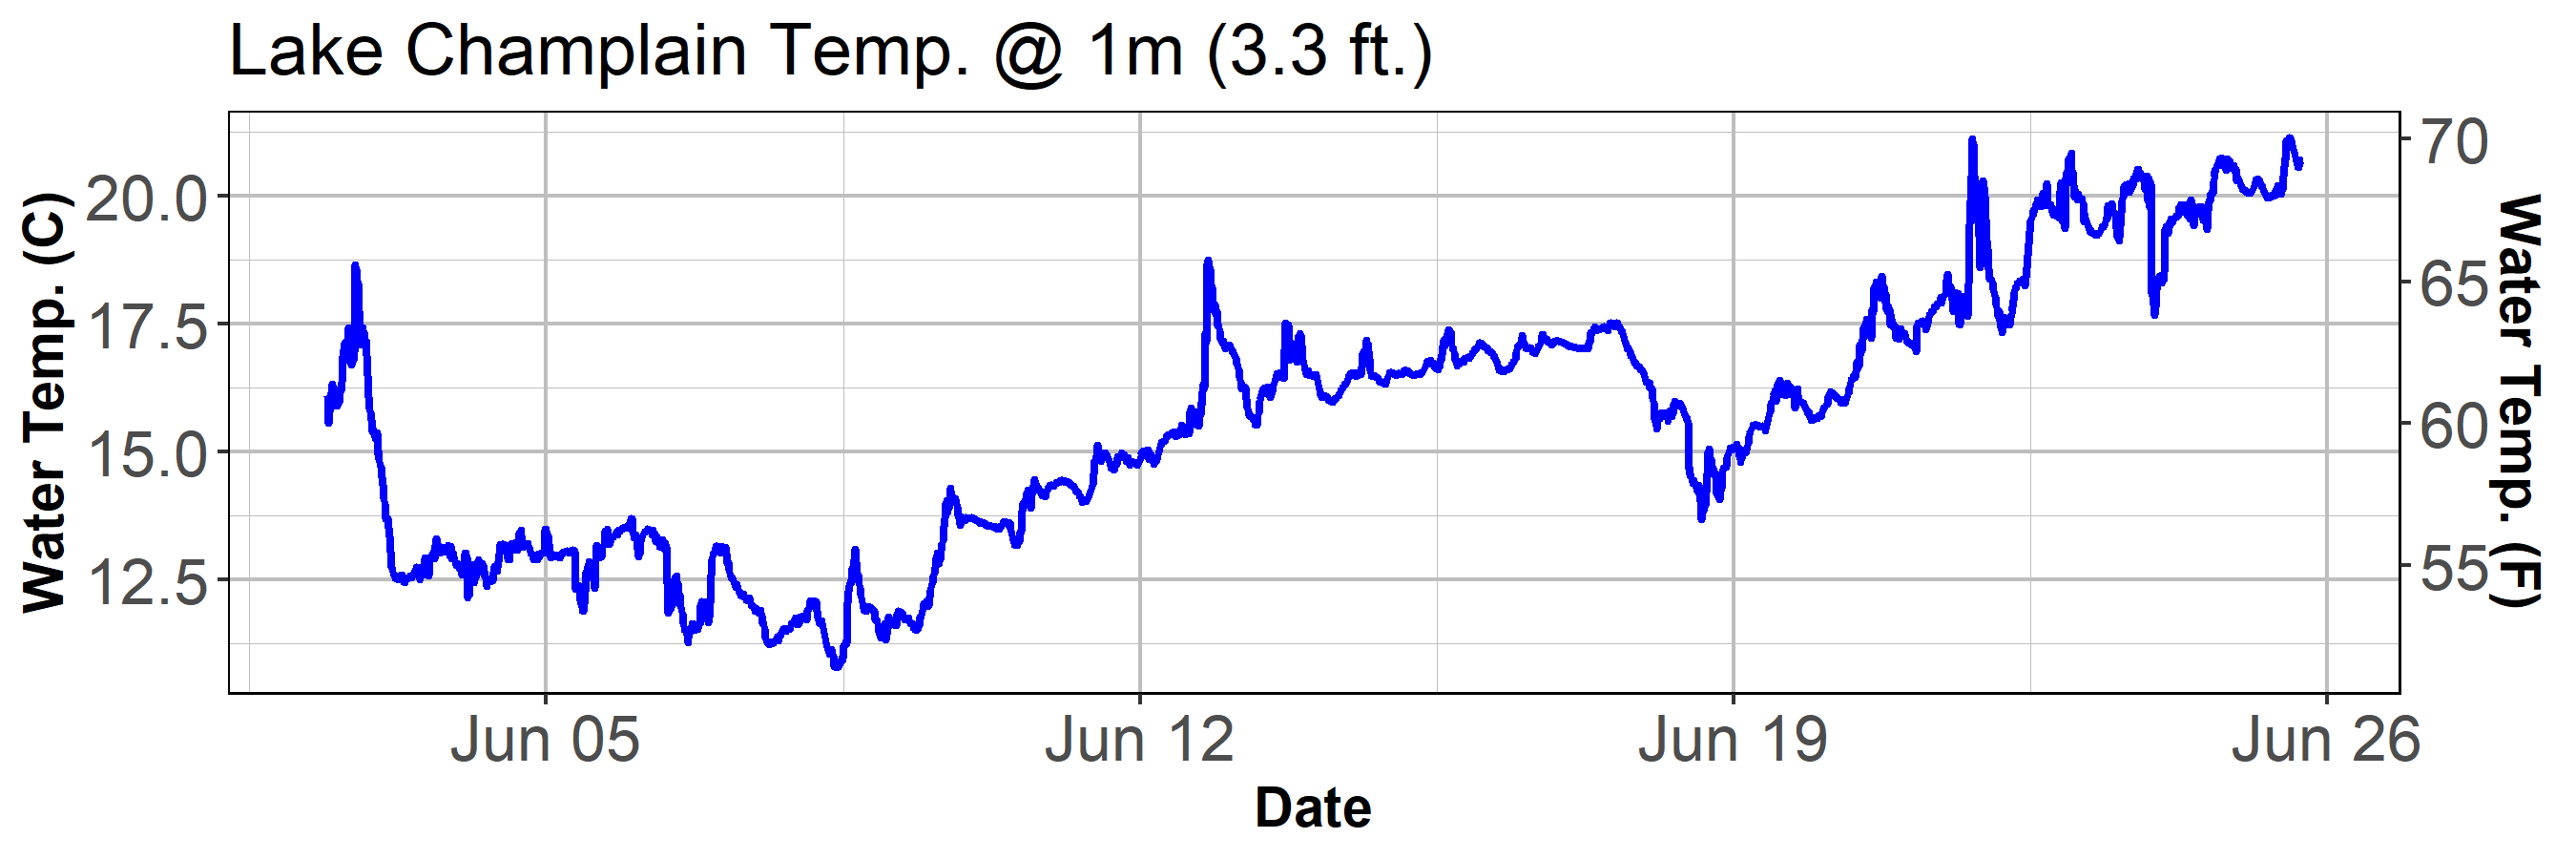 Lake Champlain Temp. @ 1m (3.3 ft.)
Water Temp. (C)
20.0
17.5
15.0
12.5
70
65
60
55
Water Temp. (F)
Jun 05
Jun 12
Jun 19
Jun 26
Date